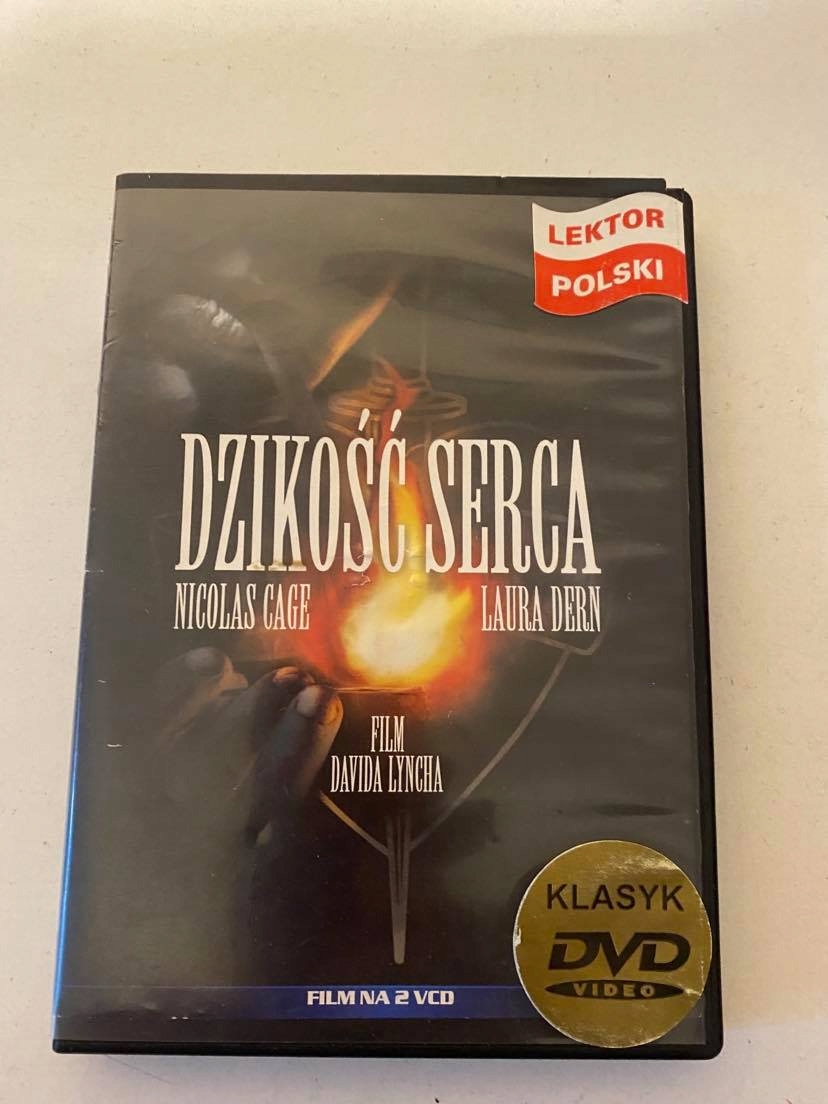 LEKTOR
POLSKI
DZIKOŚĆ SERCA
NICOLAS CAGE
LAURA DERN
FILM
DAVIDA LYNCHA
KLASYK
DVD
VIDEO
FILM NA 2 VCD